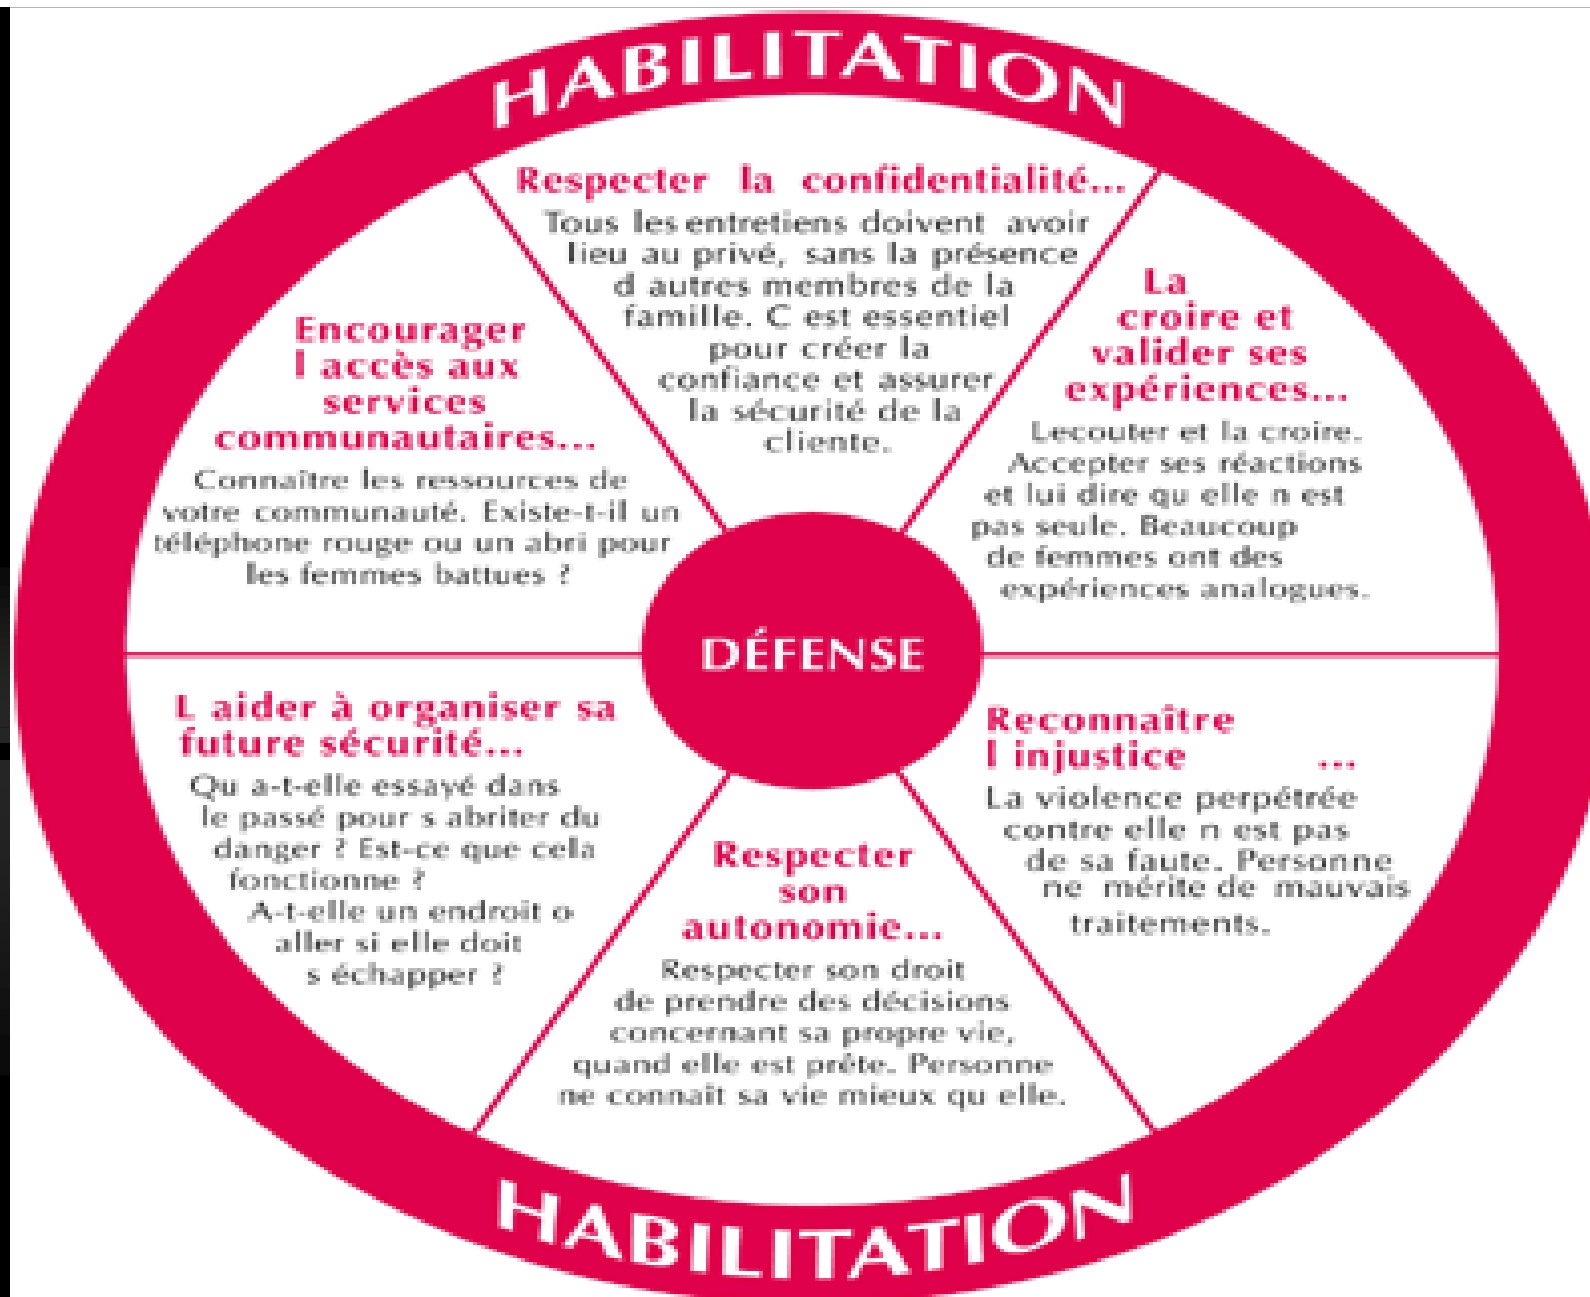 HABILITATION
Respecter la confidentialité...
Tous les entretiens doivent avoir
lieu au privé, sans la présence
d autres membres de la
famille. C est essentiel
pour créer la
confiance et assurer
la sécurité de la
cliente.
La
croire et
valider ses
expériences...
Lecouter et la croire.
Accepter ses réactions
et lui dire qu elle n est
pas seule. Beaucoup
de femmes ont des
expériences analogues.
Reconnaître
l injustice ...
La violence perpétrée
contre elle n est pas
de sa faute. Personne
ne mérite de mauvais
traitements.
Respecter
son
autonomie...
Respecter son droit
de prendre des décisions
concernant sa propre vie,
quand elle est prête. Personne
ne connaît sa vie mieux qu elle.
L aider à organiser sa
future sécurité...
Qu a-t-elle essayé dans
le passé pour s abriter du
danger ? Est-ce que cela
fonctionne ?
A-t-elle un endroit o
aller si elle doit
s échapper ?
Encourager
l accès aux
services
communautaires...
Connaître les ressources de
votre communauté. Existe-t-il un
téléphone rouge ou un abri pour
les femmes battues ?
DÉFENSE
HABILITATION